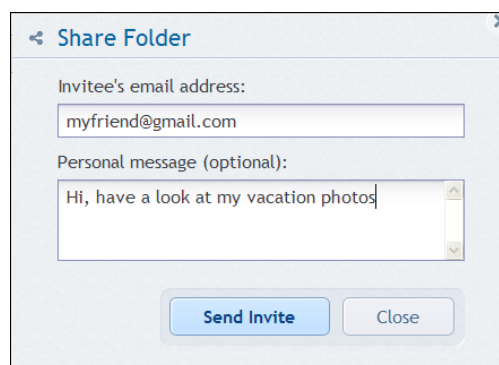 Share Folder
Invitee's email address:
myfriend@gmail.com
Personal message (optional):
Hi, have a look at my vacation photos
Send Invite
Close